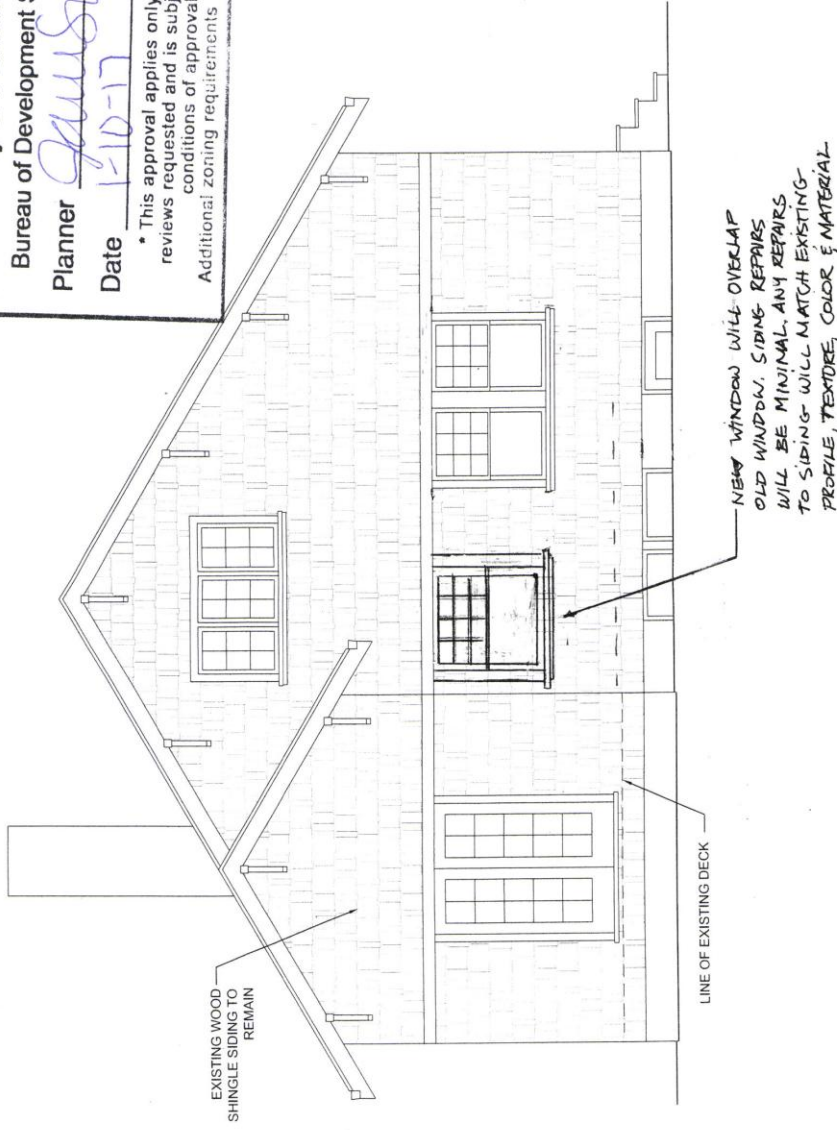 Bureau of Development S
Planner
Date 1-10-17
* This approval applies only
reviews requested and is subj
conditions of approval
Additional zoning requirements
EXISTING WOOD
SHINGLE SIDING TO
REMAIN
LINE OF EXISTING DECK
NEW WINDOW WILL OVERLAP
OLD WINDOW. SIDING REPAIRS
WILL BE MINIMAL. ANY REPAIRS
TO SIDING WILL MATCH EXISTING
PROFILE, TEXTURE, COLOR & MATERIAL